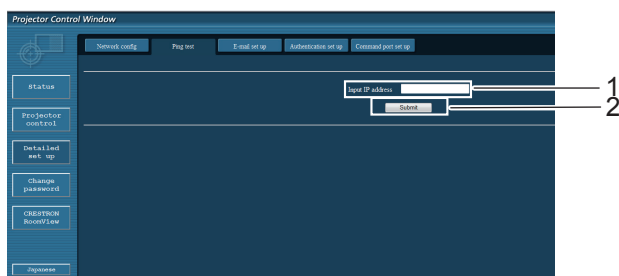 Projector Control Window
Network config
Ping test
E-mail set up
Authentication set up
Command port set up
Status
Projector
control
Detailed
set up
Change
password
CRESTRON
RoomView
Japanese
Input IP address
Submit
1
2